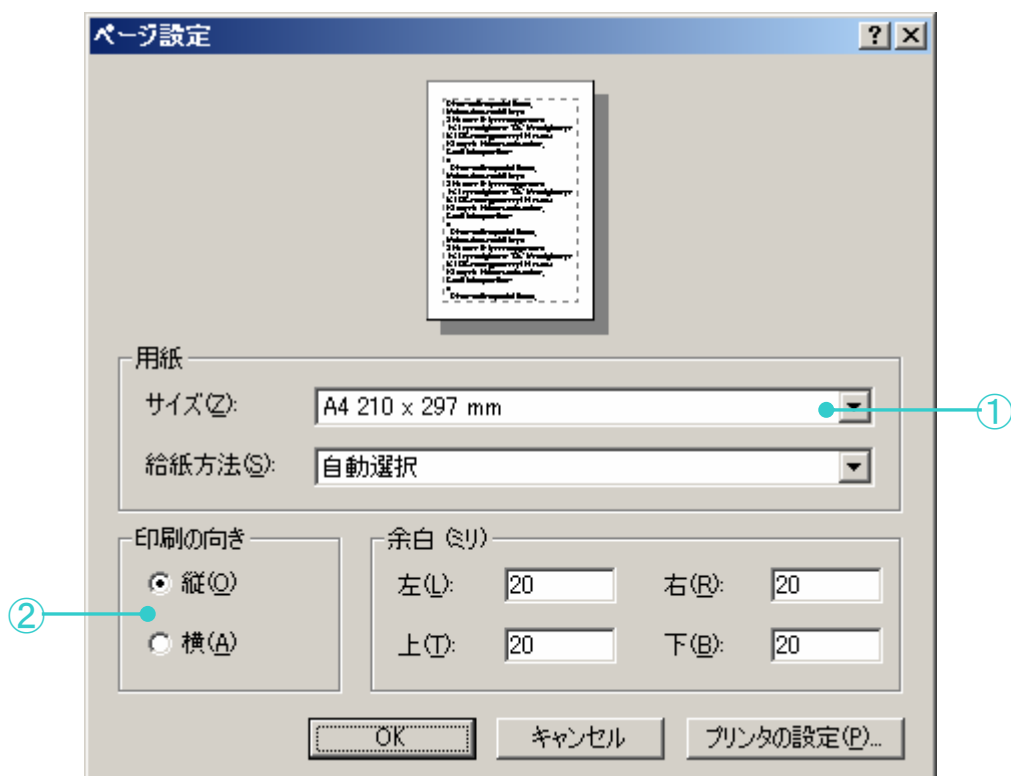 ページ設定
用紙
サイズ(Z): A4 210 x 297 mm ①
給紙方法(S): 自動選択
印刷の向き
縦(O)
②
横(A)
余白 (ミリ)
左(L): 20 右(R): 20
上(T): 20 下(B): 20
OK キャンセル プリンタの設定(P)...